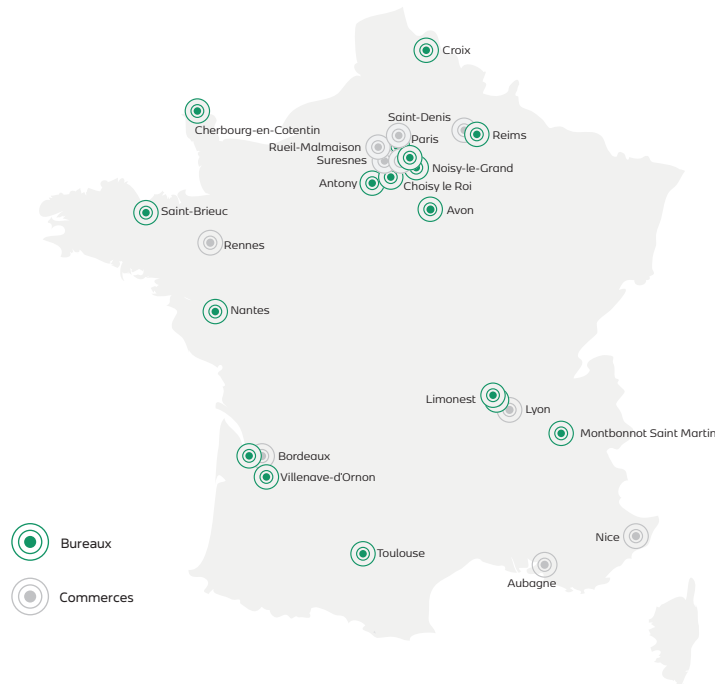 Croix
Cherbourg-en-Cotentin
Saint-Denis
Reims
Paris
Rueil-Malmaison
Suresnes
Noisy-le-Grand
Antony
Choisy le Roi
Avon
Saint-Brieuc
Rennes
Nantes
Limonest
Lyon
Montbonnot Saint Martin
Bordeaux
Villenave-d'Ornon
Nice
Bureaux
Toulouse
Aubagne
Commerces